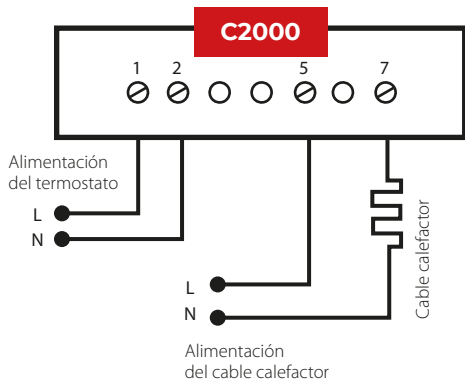 C2000
1 2 5 7
Alimentación
del termostato
L
N
Cable calefactor
L
N
Alimentación
del cable calefactor